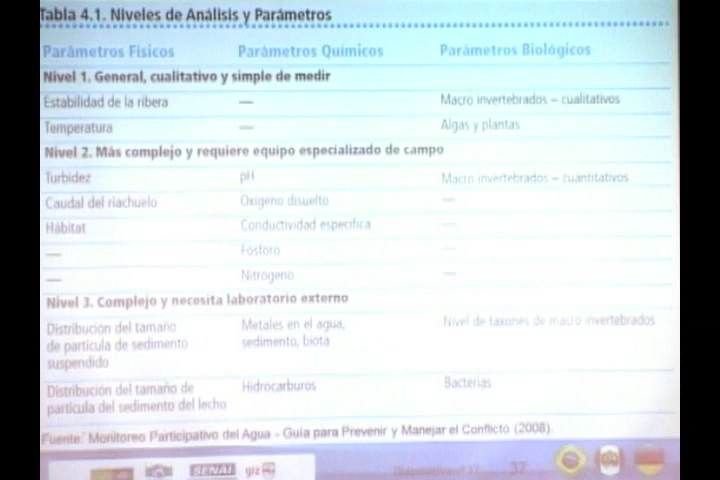 Tabla 4.1. Niveles de Análisis y Parámetros
Parámetros Físicos Parámetros Químicos Parámetros Biológicos
Nivel 1. General, cualitativo y simple de medir
Estabilidad de la ribera — Macro invertebrados – cualitativos
Temperatura — Algas y plantas
Nivel 2. Más complejo y requiere equipo especializado de campo
Turbidez pH Macro invertebrados – cuantitativos
Caudal del riachuelo Oxigeno disuelto —
Hábitat Conductividad especifica —
— Fósforo —
— Nitrógeno —
Nivel 3. Complejo y necesita laboratorio externo
Distribución del tamaño Metales en el agua, Nivel de taxones de macro invertebrados
de partícula de sedimento sedimento, biota
suspendido
Distribución del tamaño de Hidrocarburos Bacterias
partícula del sedimento del lecho
Fuente: Monitoreo Participativo del Agua - Guía para Prevenir y Manejar el Conflicto (2008).
SENAI giz 37